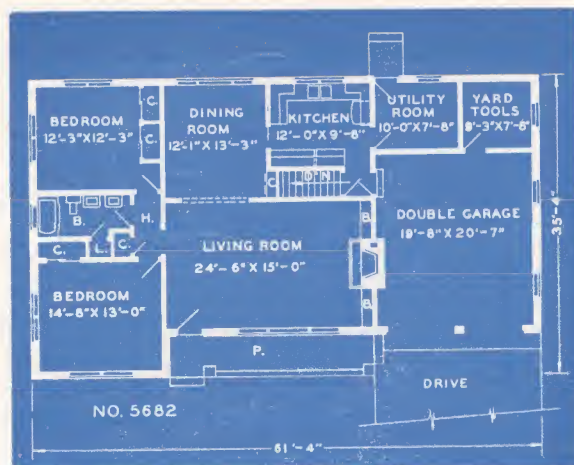 BEDROOM
12'-3"X12'-3"
C.
C.
DINING
ROOM
12'-1" X 13'-3"
KITCHEN
12'-0"X 9'-8"
UTILITY
ROOM
10'-0"X7'-8"
YARD
TOOLS
9'-3"X7'-8"
C.
DN
B.
H.
C.
L.
C.
LIVING ROOM
24'-6" X 15'-0"
B.
B.
DOUBLE GARAGE
19'-8" X 20'-7"
35'-4"
BEDROOM
14'-8"X 13'-0"
P.
DRIVE
NO. 5682
61'-4"